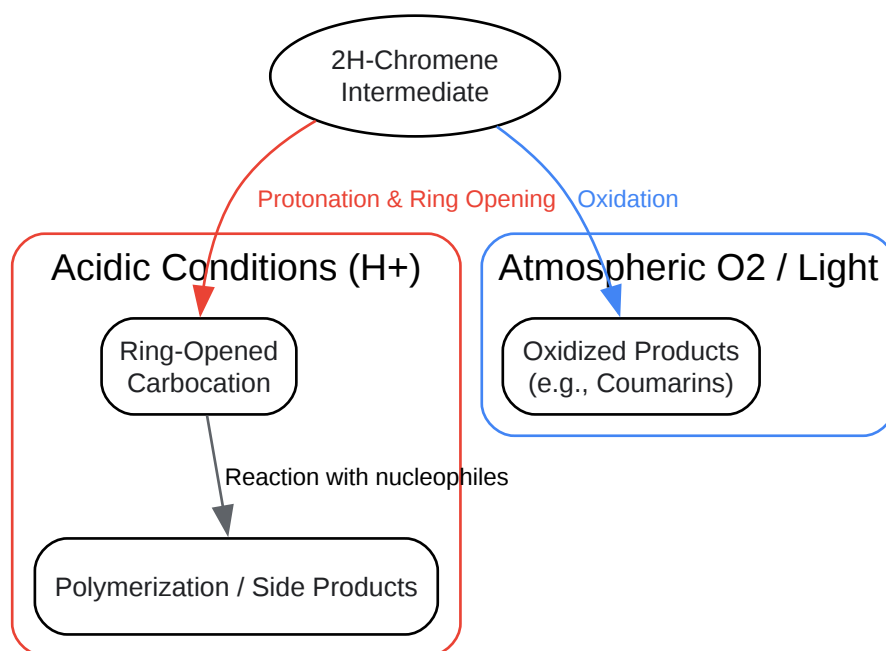 2H-Chromene
Intermediate
Protonation & Ring Opening
Oxidation
Acidic Conditions (H+)
Atmospheric O2 / Light
Ring-Opened
Carbocation
Oxidized Products
(e.g., Coumarins)
Reaction with nucleophiles
Polymerization / Side Products